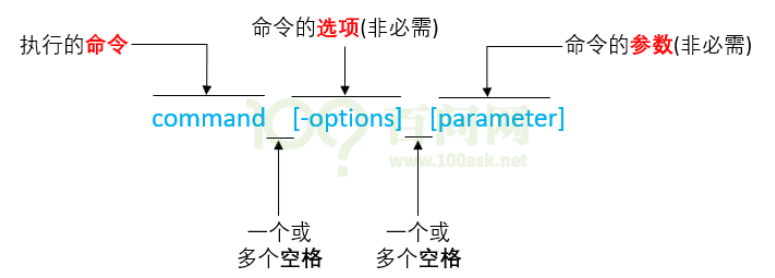 命令的选项(非必需)
执行的命令
命令的参数(非必需)
command [-options] [parameter]
100?
百问网
www.100ask.net
一个或
多个空格
一个或
多个空格